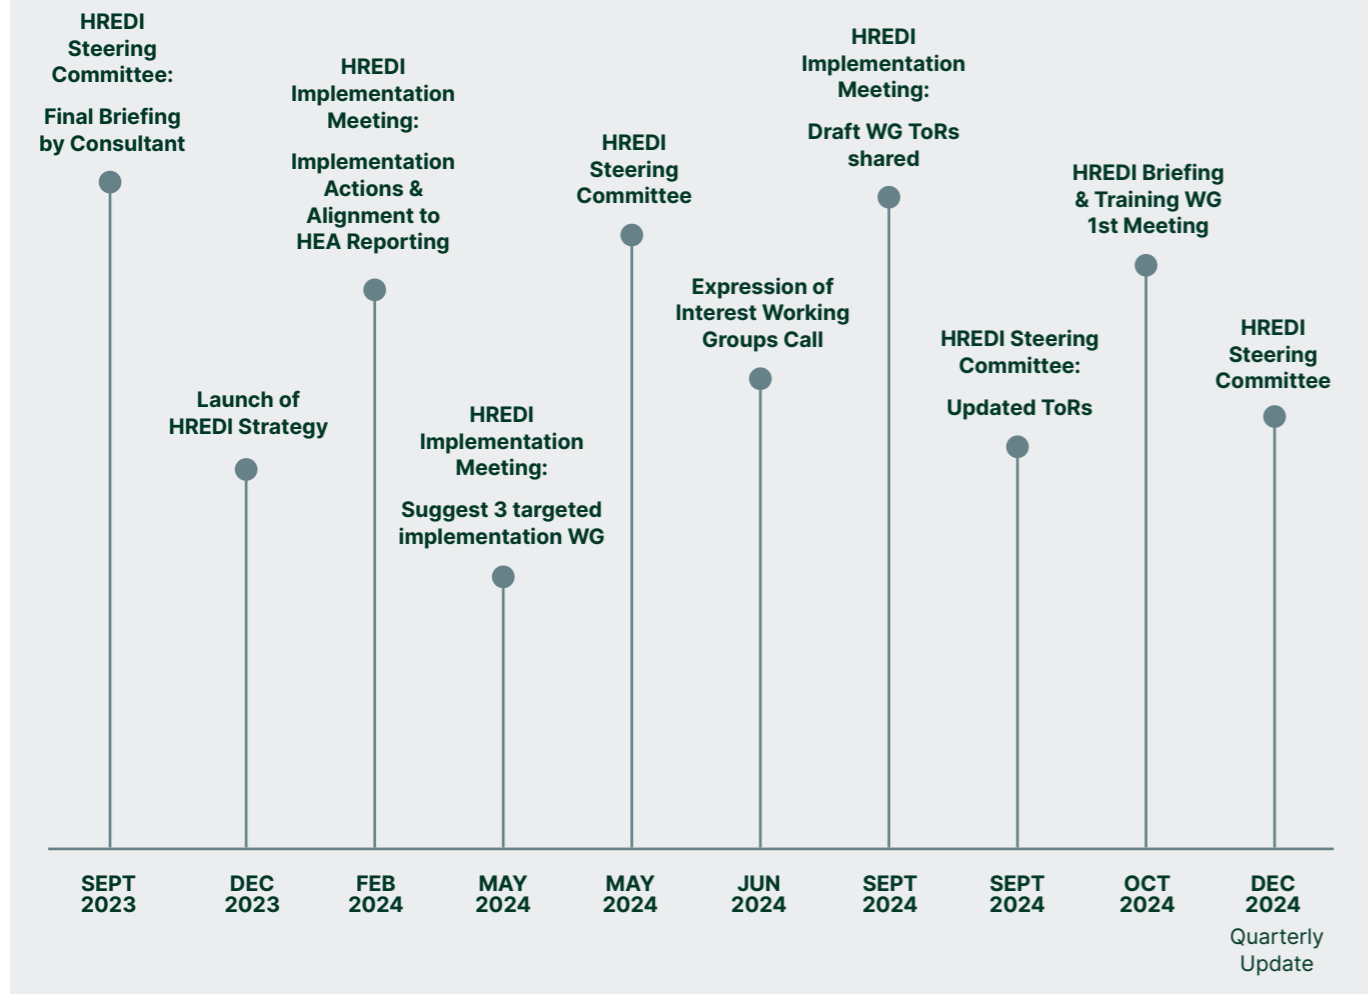 HREDI
Steering
Committee:
Final Briefing
by Consultant
Launch of
HREDI Strategy
HREDI
Implementation
Meeting:
Implementation
Actions &
Alignment to
HEA Reporting
HREDI
Implementation
Meeting:
Suggest 3 targeted
implementation WG
HREDI
Steering
Committee
Expression of
Interest Working
Groups Call
HREDI
Implementation
Meeting:
Draft WG ToRs
shared
HREDI Steering
Committee:
Updated ToRs
HREDI Briefing
& Training WG
1st Meeting
HREDI
Steering
Committee
SEPT
2023
DEC
2023
FEB
2024
MAY
2024
MAY
2024
JUN
2024
SEPT
2024
SEPT
2024
OCT
2024
DEC
2024
Quarterly
Update